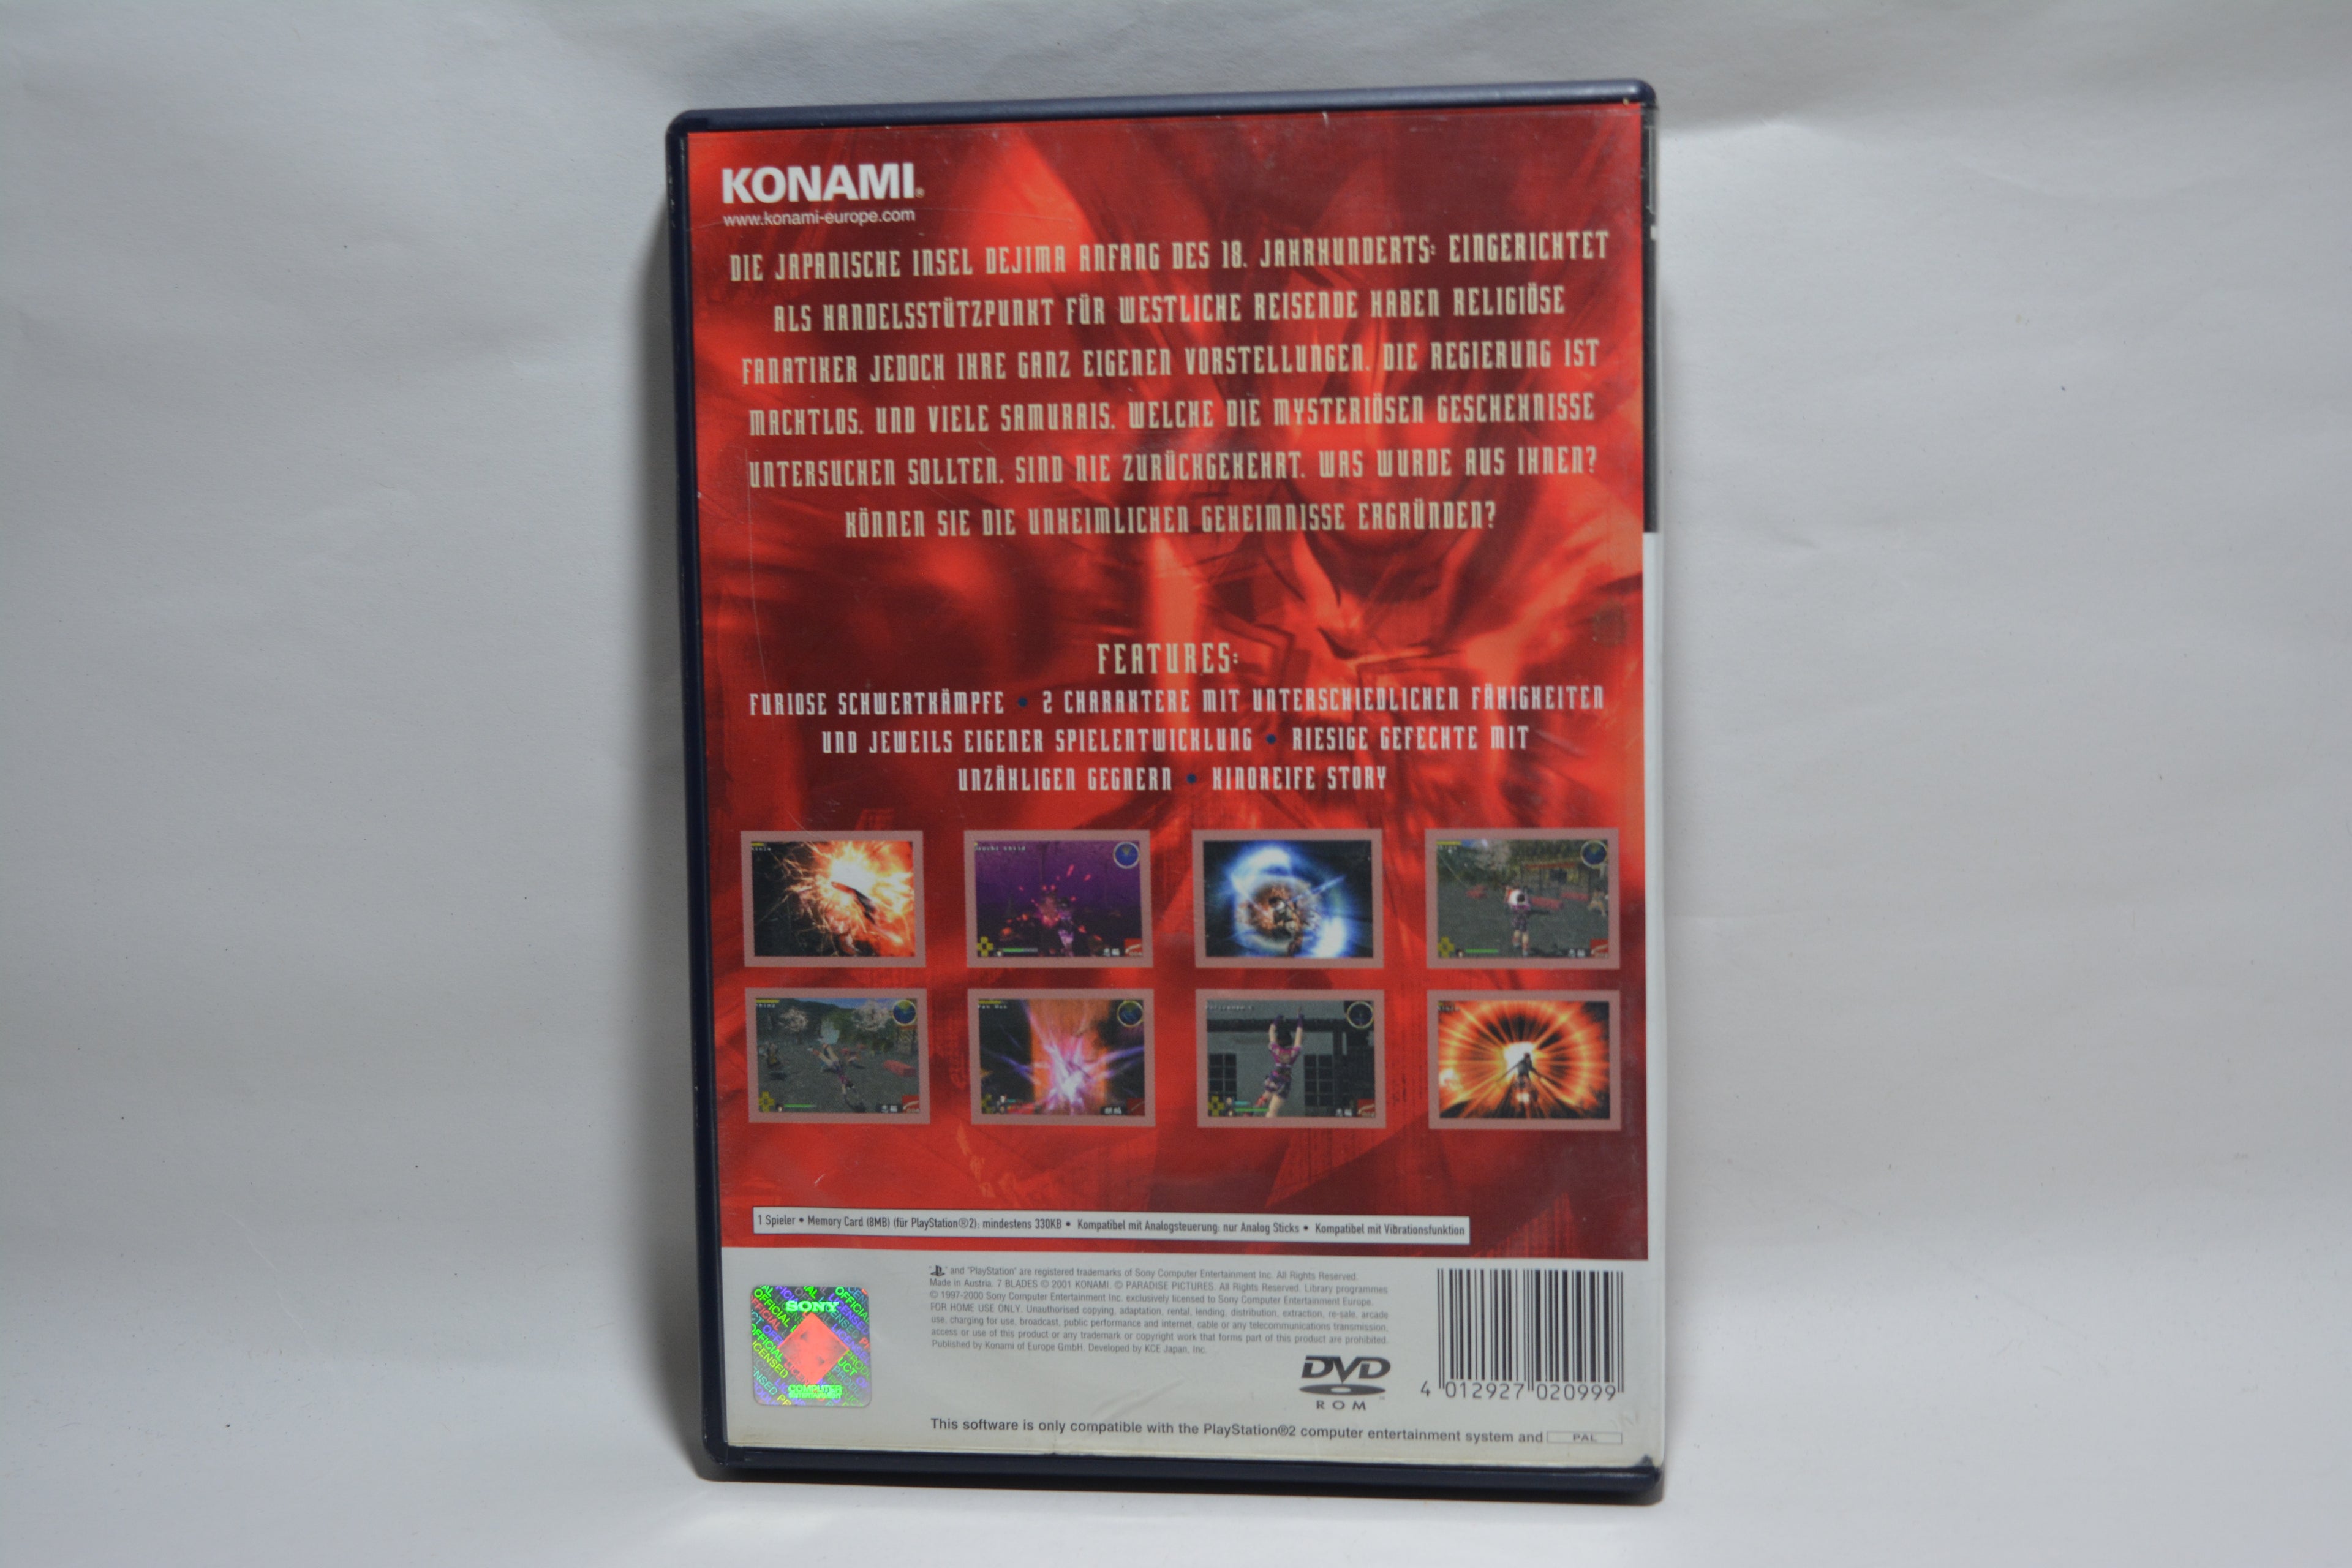 KONAMI®
www.konami-europe.com
DIE JAPANISCHE INSEL DEJIMA ANFANG DES 18. JAHRHUNDERTS: EINGERICHTET
ALS HANDELSSTÜTZPUNKT FÜR WESTLICHE REISENDE HABEN RELIGIÖSE
FANATIKER JEDOCH IHRE GANZ EIGENEN VORSTELLUNGEN. DIE REGIERUNG IST
MACHTLOS, UND VIELE SAMURAIS, WELCHE DIE MYSTERIÖSEN GESCHEHNISSE
UNTERSUCHEN SOLLTEN, SIND NIE ZURÜCKGEKEHRT. WAS WURDE AUS IHNEN?
KÖNNEN SIE DIE UNHEIMLICHEN GEHEIMNISSE ERGRÜNDEN?
FEATURES:
FURIOSE SCHWERTKÄMPFE • 2 CHARAKTERE MIT UNTERSCHIEDLICHEN FÄHIGKEITEN
UND JEWEILS EIGENER SPIELENTWICKLUNG • RIESIGE GEFECHTE MIT
UNZÄHLIGEN GEGNERN • KINOREIFE STORY
1 Spieler • Memory Card (8MB) (für PlayStation®2): mindestens 330KB • Kompatibel mit Analogsteuerung: nur Analog Sticks • Kompatibel mit Vibrationsfunktion
" " and "PlayStation" are registered trademarks of Sony Computer Entertainment Inc. All Rights Reserved.
Made in Austria. 7 BLADES © 2001 KONAMI. © PARADISE PICTURES. All Rights Reserved. Library programmes
© 1997-2000 Sony Computer Entertainment Inc. exclusively licensed to Sony Computer Entertainment Europe.
FOR HOME USE ONLY. Unauthorised copying, adaptation, rental, lending, distribution, extraction, re-sale, arcade
use, charging for use, broadcast, public performance and internet, cable or any telecommunications transmission,
access or use of this product or any trademark or copyright work that forms part of this product are prohibited.
Published by Konami of Europe GmbH. Developed by KCE Japan, Inc.
SONY
COMPUTER
DVD
ROM
4 012927 020999
This software is only compatible with the PlayStation®2 computer entertainment system and PAL